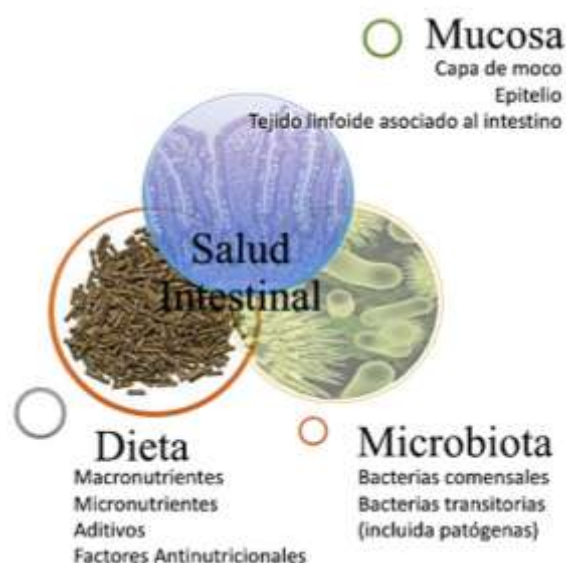 Mucosa
Capa de moco
Epitelio
Tejido linfoide asociado al intestino
Salud
Intestinal
Dieta
Macronutrientes
Micronutrientes
Aditivos
Factores Antinutricionales
Microbiota
Bacterias comensales
Bacterias transitorias
(incluida patógenas)